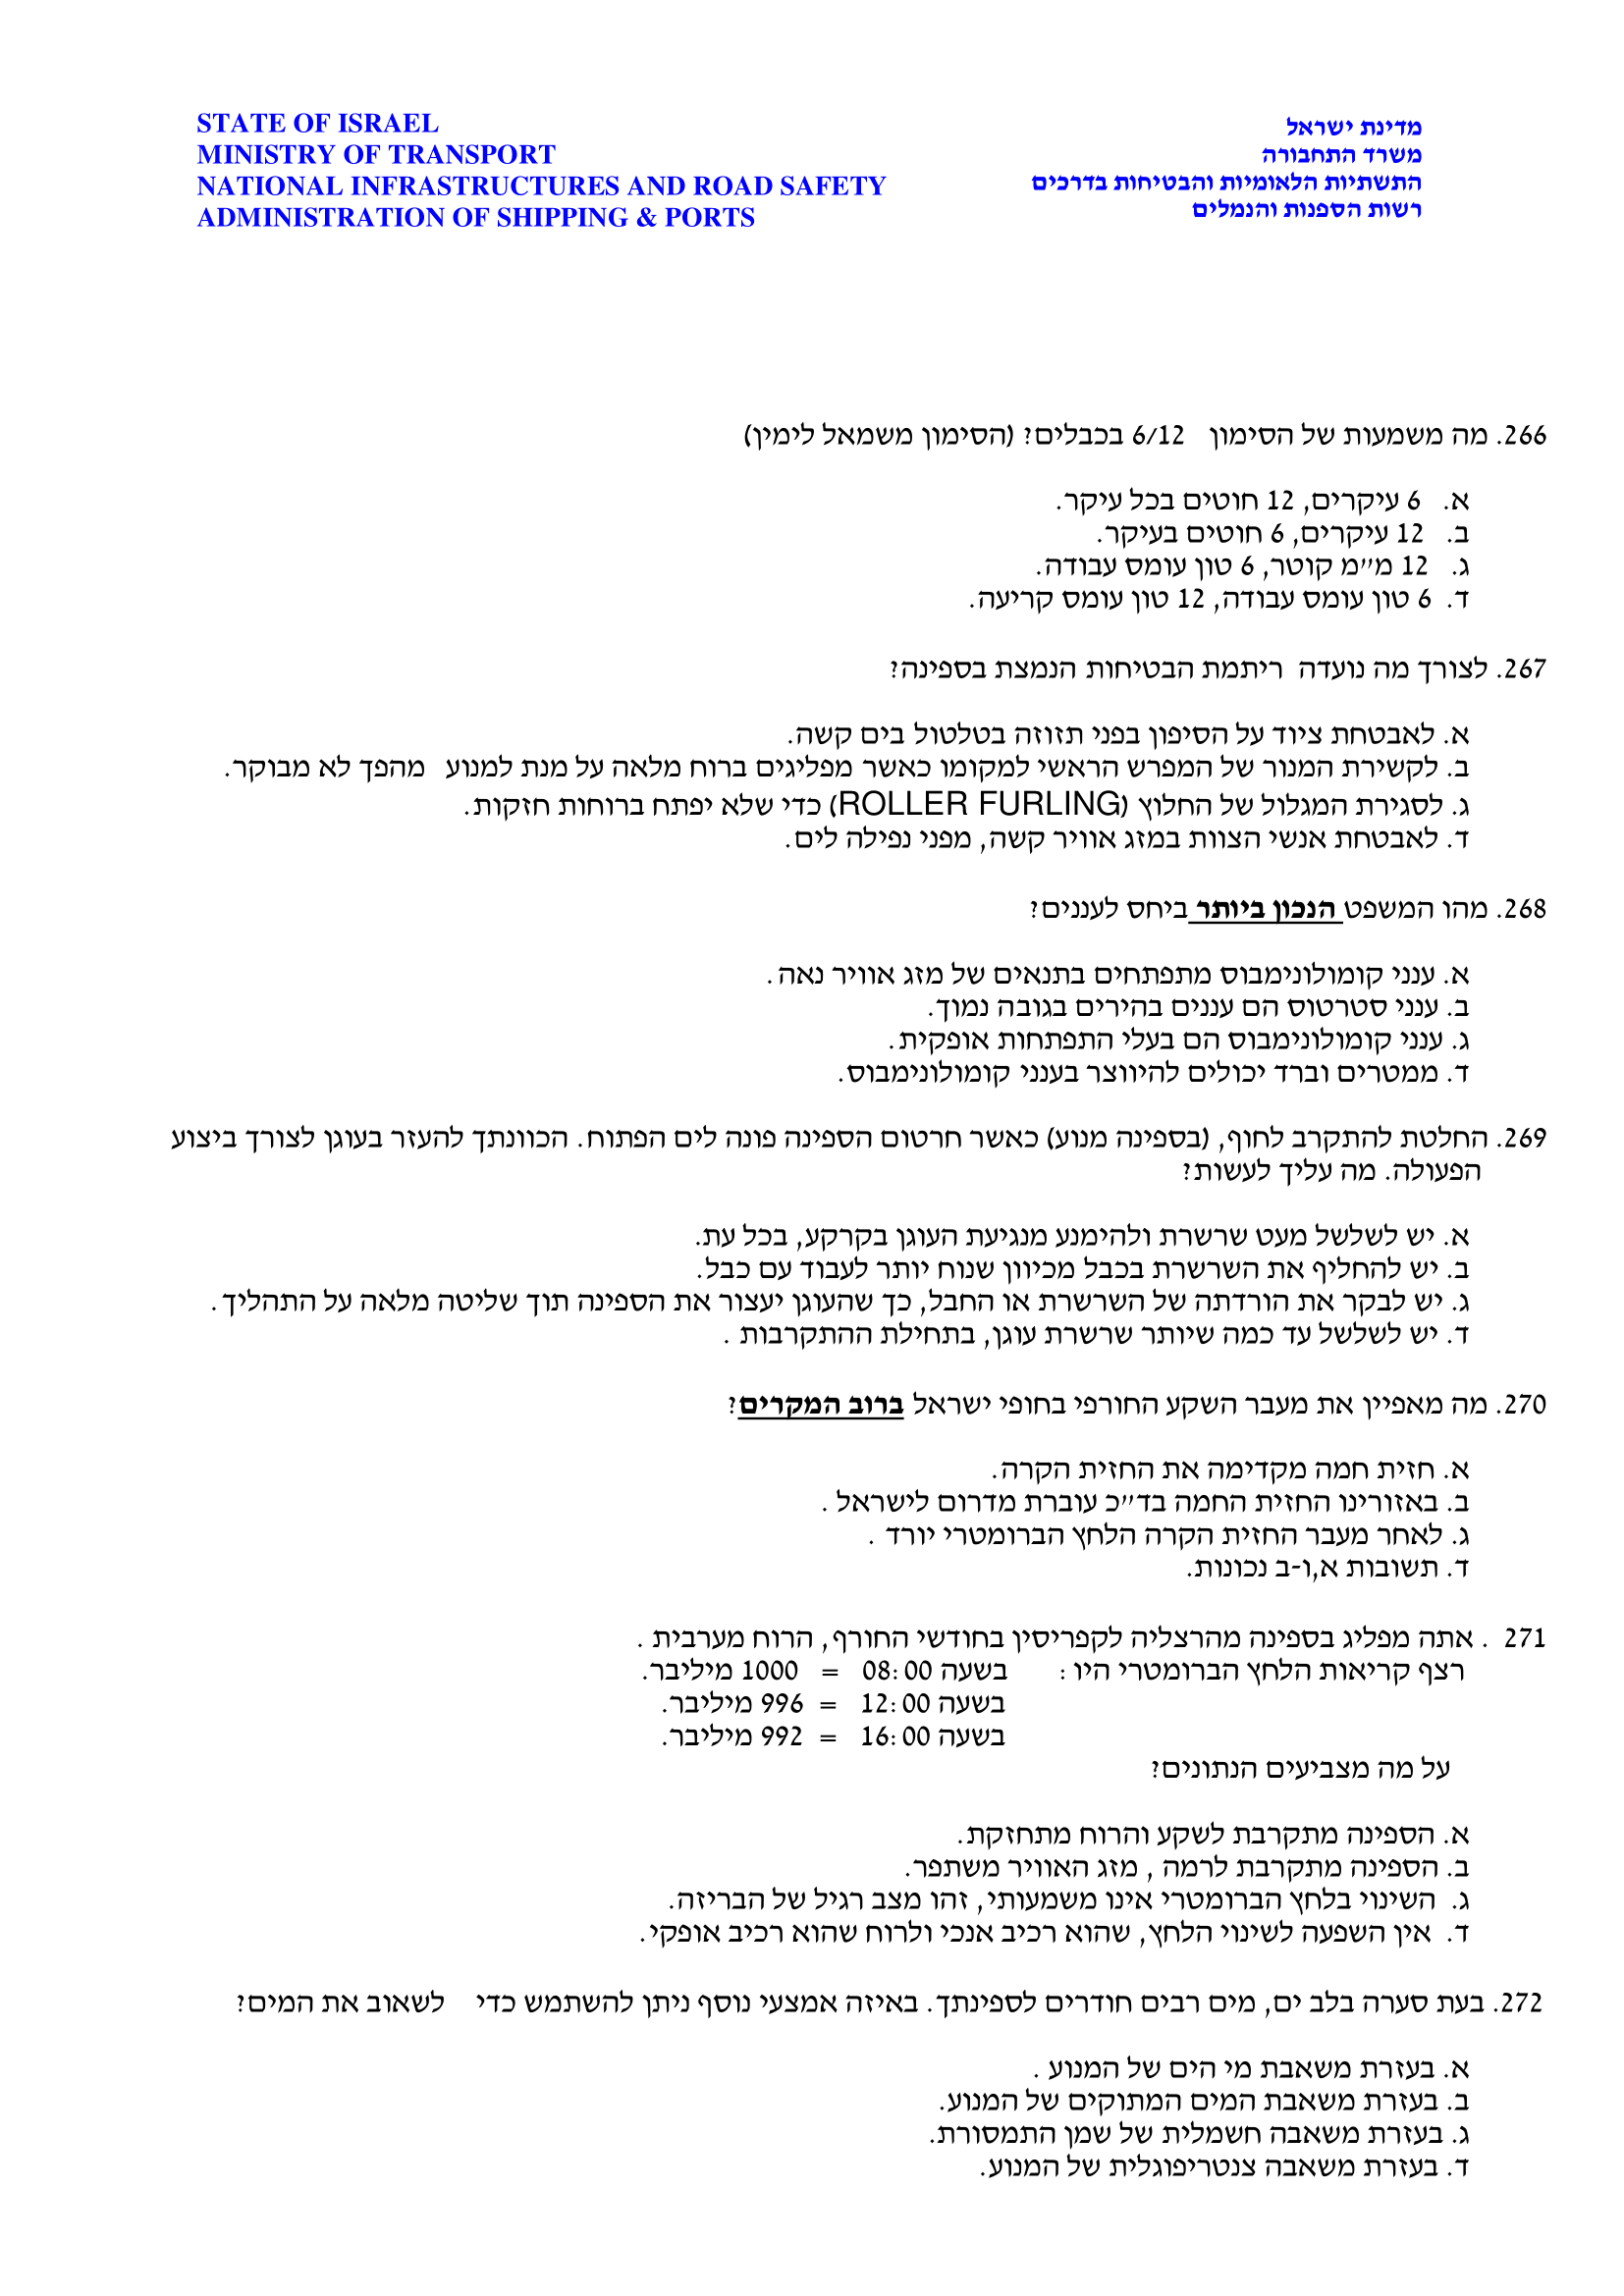 STATE OF ISRAEL
MINISTRY OF TRANSPORT
NATIONAL INFRASTRUCTURES AND ROAD SAFETY
ADMINISTRATION OF SHIPPING & PORTS
מדינת ישראל
משרד התחבורה
התשתיות הלאומיות והבטיחות בדרכים
רשות הספנות והנמלים
266. מה משמעות של הסימון 6/12 בכבלים? (הסימון משמאל לימין)
א. 6 עיקרים, 12 חוטים בכל עיקר.
ב. 12 עיקרים, 6 חוטים בעיקר.
ג. 12 מ״מ קוטר, 6 טון עומס עבודה.
ד. 6 טון עומס עבודה, 12 טון עומס קריעה.
267. לצורך מה נועדה ריתמת הבטיחות הנמצת בספינה?
א. לאבטחת ציוד על הסיפון בפני תזוזה בטלטול בים קשה.
ב. לקשירת המנור של המפרש הראשי למקומו כאשר מפליגים ברוח מלאה על מנת למנוע מהפך לא מבוקר.
ג. לסגירת המגלול של החלוץ (ROLLER FURLING) כדי שלא יפתח ברוחות חזקות.
ד. לאבטחת אנשי הצוות במזג אוויר קשה, מפני נפילה לים.
268. מהו המשפט הנכון ביותר ביחס לעננים?
א. ענני קומולונימבוס מתפתחים בתנאים של מזג אוויר נאה.
ב. ענני סטרטוס הם עננים בהירים בגובה נמוך.
ג. ענני קומולונימבוס הם בעלי התפתחות אופקית.
ד. ממטרים וברד יכולים להיווצר בענני קומולונימבוס.
269. החלטת להתקרב לחוף, (בספינה מנוע) כאשר חרטום הספינה פונה לים הפתוח. הכוונתך להעזר בעוגן לצורך ביצוע
הפעולה. מה עליך לעשות?
א. יש לשלשל מעט שרשרת ולהימנע מנגיעת העוגן בקרקע, בכל עת.
ב. יש להחליף את השרשרת בכבל מכיוון שנוח יותר לעבוד עם כבל.
ג. יש לבקר את הורדתה של השרשרת או החבל, כך שהעוגן יעצור את הספינה תוך שליטה מלאה על התהליך.
ד. יש לשלשל עד כמה שיותר שרשרת עוגן, בתחילת ההתקרבות .
270. מה מאפיין את מעבר השקע החורפי בחופי ישראל ברוב המקרים?
א. חזית חמה מקדימה את החזית הקרה.
ב. באזורינו החזית החמה בד״כ עוברת מדרום לישראל .
ג. לאחר מעבר החזית הקרה הלחץ הברומטרי יורד .
ד. תשובות א,ו-ב נכונות.
271 . אתה מפליג בספינה מהרצליה לקפריסין בחודשי החורף, הרוח מערבית .
רצף קריאות הלחץ הברומטרי היו : בשעה 08:00 = 1000 מיליבר.
בשעה 12:00 = 996 מיליבר.
בשעה 16:00 = 992 מיליבר.
על מה מצביעים הנתונים?
א. הספינה מתקרבת לשקע והרוח מתחזקת.
ב. הספינה מתקרבת לרמה , מזג האוויר משתפר.
ג. השינוי בלחץ הברומטרי אינו משמעותי, זהו מצב רגיל של הבריזה.
ד. אין השפעה לשינוי הלחץ, שהוא רכיב אנכי ולרוח שהוא רכיב אופקי.
272. בעת סערה בלב ים, מים רבים חודרים לספינתך. באיזה אמצעי נוסף ניתן להשתמש כדי לשאוב את המים?
א. בעזרת משאבת מי הים של המנוע .
ב. בעזרת משאבת המים המתוקים של המנוע.
ג. בעזרת משאבה חשמלית של שמן התמסורת.
ד. בעזרת משאבה צנטריפוגלית של המנוע.